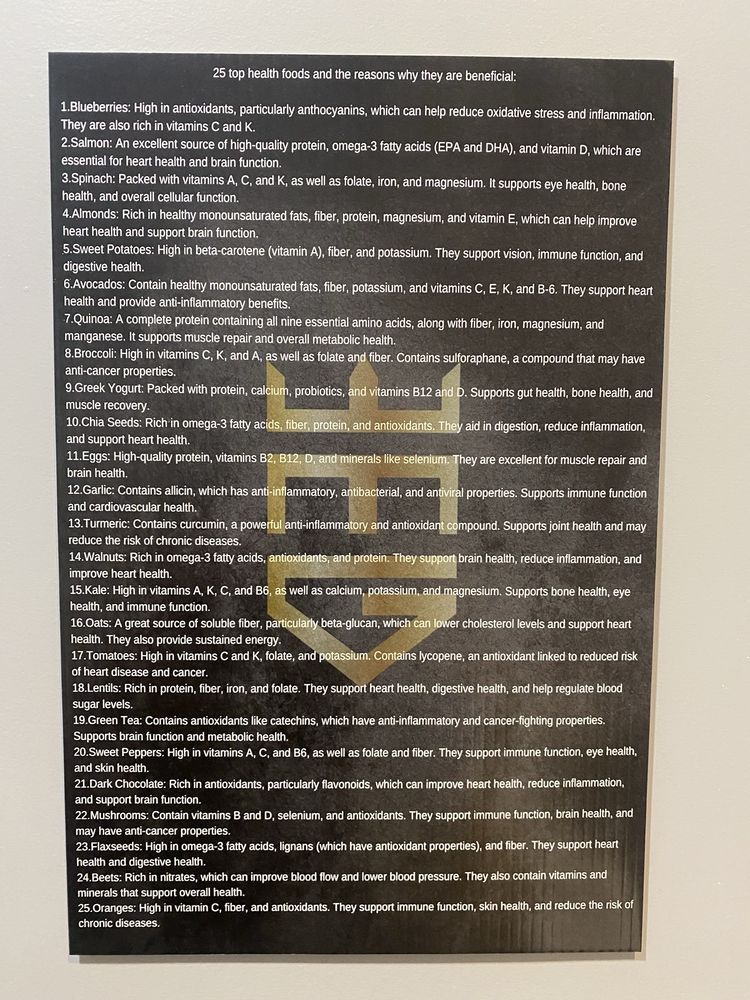 25 top health foods and the reasons why they are beneficial:
1.Blueberries: High in antioxidants, particularly anthocyanins, which can help reduce oxidative stress and inflammation.
They are also rich in vitamins C and K.
2.Salmon: An excellent source of high-quality protein, omega-3 fatty acids (EPA and DHA), and vitamin D, which are
essential for heart health and brain function.
3.Spinach: Packed with vitamins A, C, and K, as well as folate, iron, and magnesium. It supports eye health, bone
health, and overall cellular function.
4.Almonds: Rich in healthy monounsaturated fats, fiber, protein, magnesium, and vitamin E, which can help improve
heart health and support brain function.
5.Sweet Potatoes: High in beta-carotene (vitamin A), fiber, and potassium. They support vision, immune function, and
digestive health.
6.Avocados: Contain healthy monounsaturated fats, fiber, potassium, and vitamins C, E, K, and B-6. They support heart
health and provide anti-inflammatory benefits.
7.Quinoa: A complete protein containing all nine essential amino acids, along with fiber, iron, magnesium, and
manganese. It supports muscle repair and overall metabolic health.
8.Broccoli: High in vitamins C, K, and A, as well as folate and fiber. Contains sulforaphane, a compound that may have
anti-cancer properties.
9.Greek Yogurt: Packed with protein, calcium, probiotics, and vitamins B12 and D. Supports gut health, bone health, and
muscle recovery.
10.Chia Seeds: Rich in omega-3 fatty acids, fiber, protein, and antioxidants. They aid in digestion, reduce inflammation,
and support heart health.
11.Eggs: High-quality protein, vitamins B2, B12, D, and minerals like selenium. They are excellent for muscle repair and
brain health.
12.Garlic: Contains allicin, which has anti-inflammatory, antibacterial, and antiviral properties. Supports immune function
and cardiovascular health.
13.Turmeric: Contains curcumin, a powerful anti-inflammatory and antioxidant compound. Supports joint health and may
reduce the risk of chronic diseases.
14.Walnuts: Rich in omega-3 fatty acids, antioxidants, and protein. They support brain health, reduce inflammation, and
improve heart health.
15.Kale: High in vitamins A, K, C, and B6, as well as calcium, potassium, and magnesium. Supports bone health, eye
health, and immune function.
16.Oats: A great source of soluble fiber, particularly beta-glucan, which can lower cholesterol levels and support heart
health. They also provide sustained energy.
17.Tomatoes: High in vitamins C and K, folate, and potassium. Contains lycopene, an antioxidant linked to reduced risk
of heart disease and cancer.
18.Lentils: Rich in protein, fiber, iron, and folate. They support heart health, digestive health, and help regulate blood
sugar levels.
19.Green Tea: Contains antioxidants like catechins, which have anti-inflammatory and cancer-fighting properties.
Supports brain function and metabolic health.
20.Sweet Peppers: High in vitamins A, C, and B6, as well as folate and fiber. They support immune function, eye health,
and skin health.
21.Dark Chocolate: Rich in antioxidants, particularly flavonoids, which can improve heart health, reduce inflammation,
and support brain function.
22.Mushrooms: Contain vitamins B and D, selenium, and antioxidants. They support immune function, brain health, and
may have anti-cancer properties.
23.Flaxseeds: High in omega-3 fatty acids, lignans (which have antioxidant properties), and fiber. They support heart
health and digestive health.
24.Beets: Rich in nitrates, which can improve blood flow and lower blood pressure. They also contain vitamins and
minerals that support overall health.
25.Oranges: High in vitamin C, fiber, and antioxidants. They support immune function, skin health, and reduce the risk of
chronic diseases.